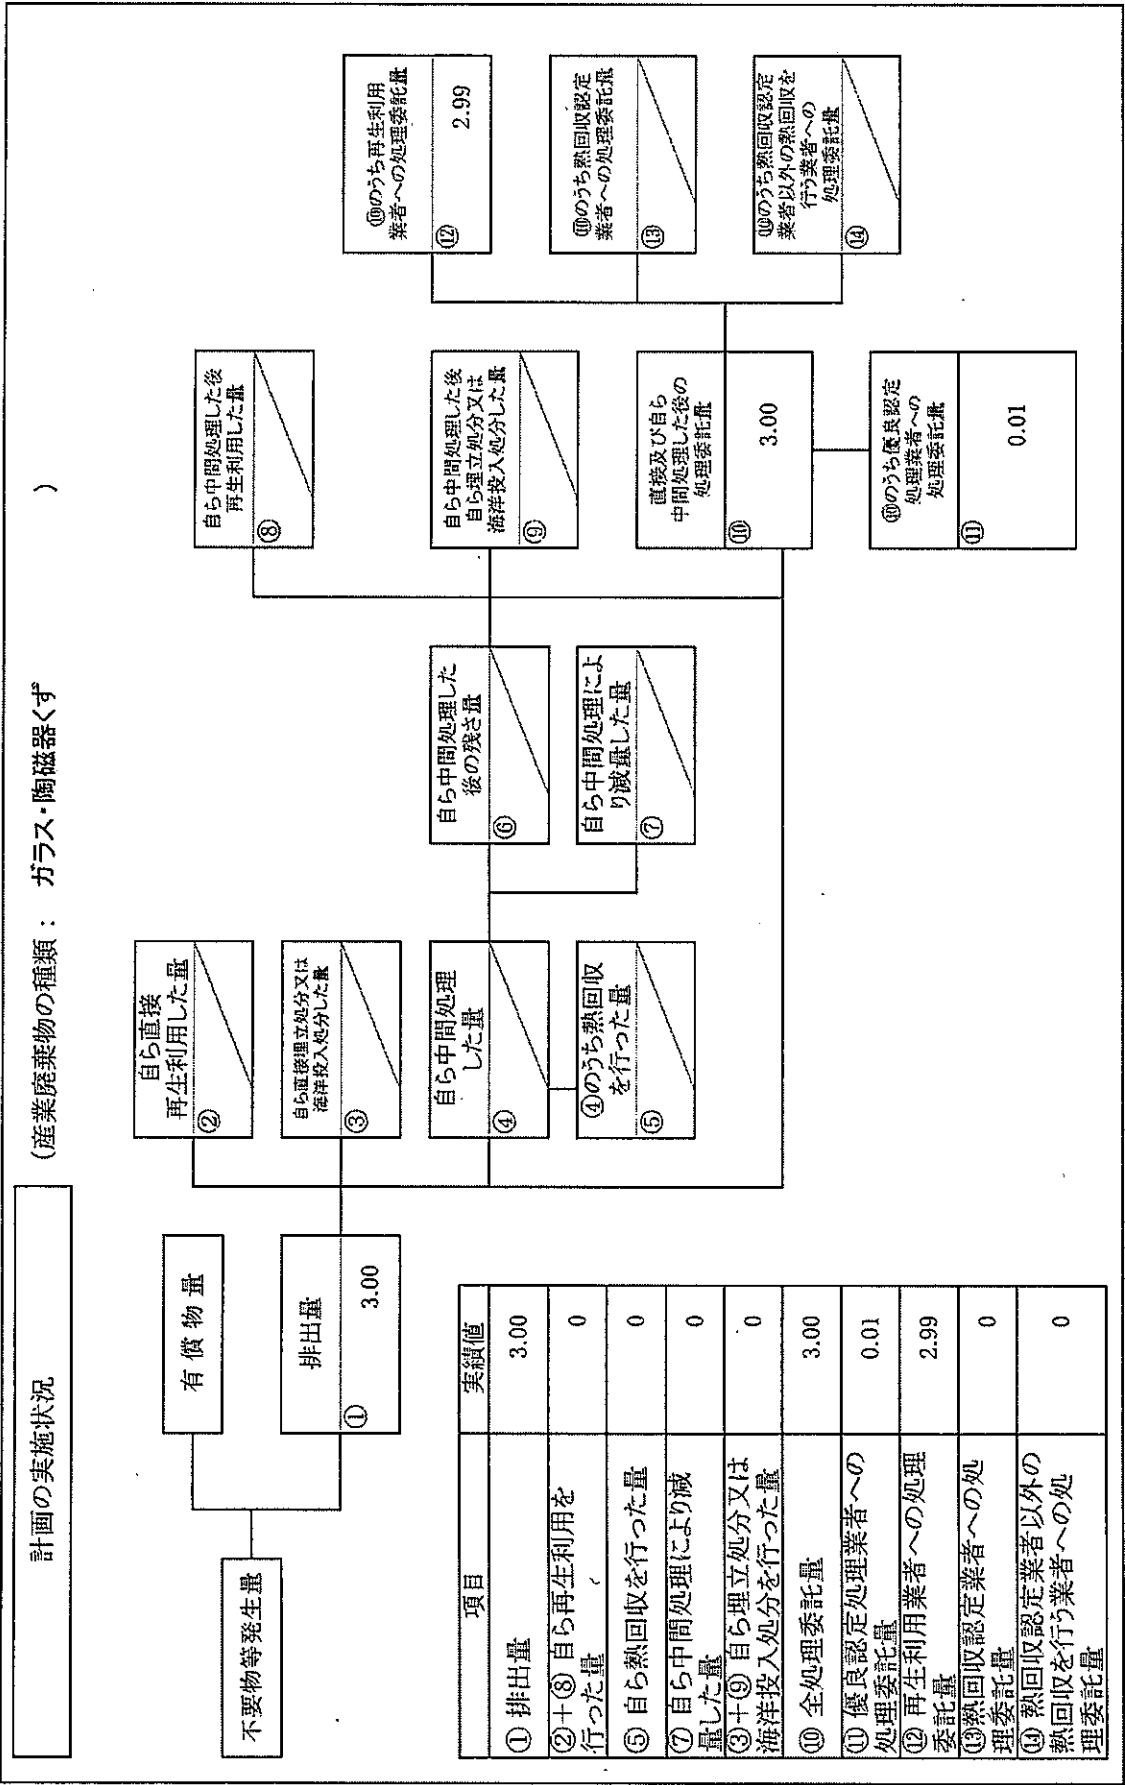 計画の実施状況
(産業廃棄物の種類： ガラス・陶磁器くず )
不要物等発生量
有償物量
排出量
① 3.00
自ら直接
再生利用した量
②
自ら直接埋立処分又は
海洋投入処分した量
③
自ら中間処理
した量
④
④のうち熱回収
を行った量
⑤
自ら中間処理した
後の残さ量
⑥
自ら中間処理によ
り減量した量
⑦
自ら中間処理した後
再生利用した量
⑧
自ら中間処理した後
自ら埋立処分又は
海洋投入処分した量
⑨
直接及び自ら
中間処理した後の
処理委託量
⑩ 3.00
⑩のうち優良認定
処理業者への
処理委託量
⑪ 0.01
⑩のうち再生利用
業者への処理委託量
⑫ 2.99
⑩のうち熱回収認定
業者への処理委託量
⑬
⑩のうち熱回収認定
業者以外の熱回収を
行う業者への
処理委託量
⑭
項目 実績値
① 排出量 3.00
②+⑧ 自ら再生利用を
行った量 0
⑤ 自ら熱回収を行った量 0
⑦ 自ら中間処理により減
量した量 0
③+⑨ 自ら埋立処分又は
海洋投入処分を行った量 0
⑩ 全処理委託量 3.00
⑪ 優良認定処理業者への
処理委託量 0.01
⑫ 再生利用業者への処理
委託量 2.99
⑬熱回収認定業者への処
理委託量 0
⑭ 熱回収認定業者以外の
熱回収を行う業者への処
理委託量 0